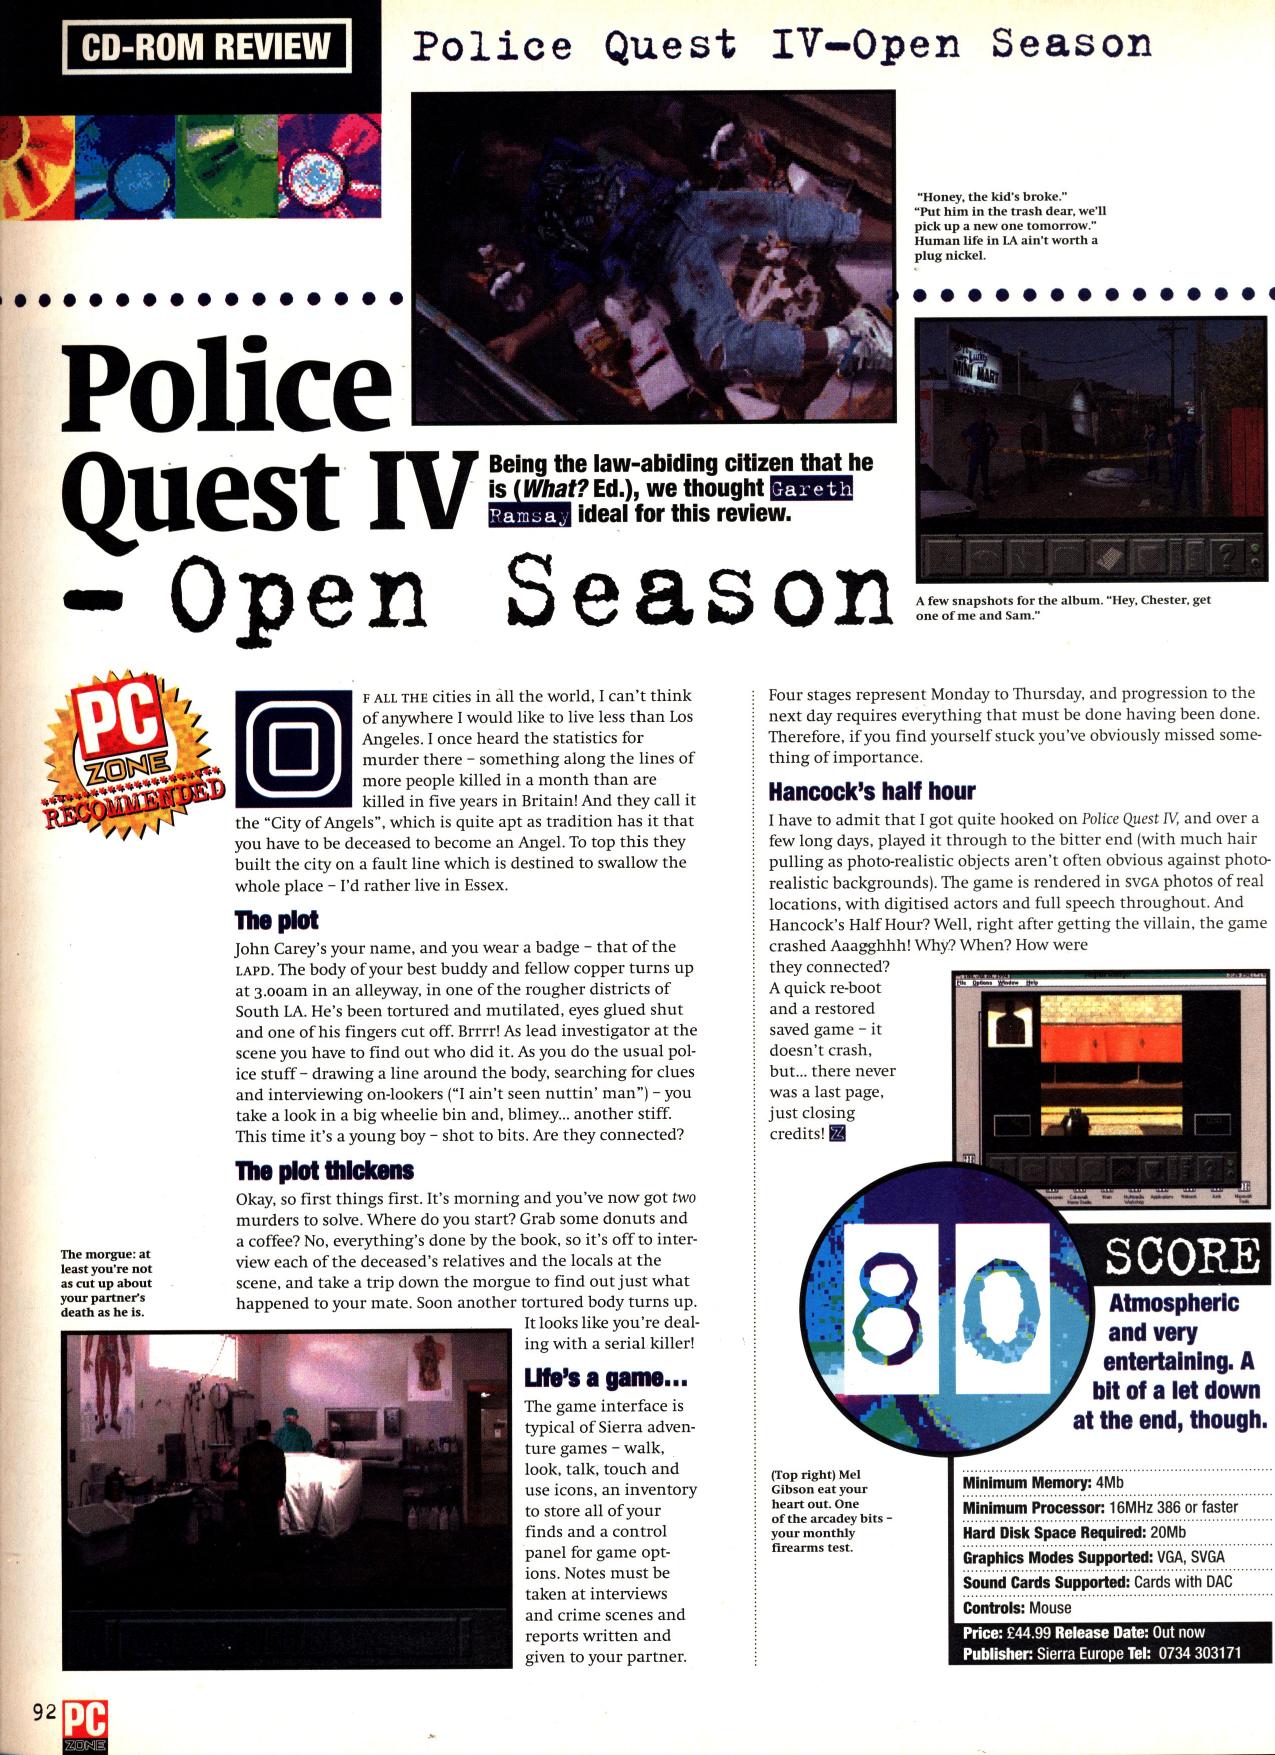 CD-ROM REVIEW
Police Quest IV–Open Season
"Honey, the kid's broke."
"Put him in the trash dear, we'll
pick up a new one tomorrow."
Human life in LA ain't worth a
plug nickel.
MINI MART
A few snapshots for the album. "Hey, Chester, get
one of me and Sam."
Police
Quest IV
– Open Season
Being the law-abiding citizen that he
is (What? Ed.), we thought Gareth
Ramsay ideal for this review.
PC
ZONE
RECOMMENDED
O
F ALL THE cities in all the world, I can't think
of anywhere I would like to live less than Los
Angeles. I once heard the statistics for
murder there – something along the lines of
more people killed in a month than are
killed in five years in Britain! And they call it
the "City of Angels", which is quite apt as tradition has it that
you have to be deceased to become an Angel. To top this they
built the city on a fault line which is destined to swallow the
whole place – I'd rather live in Essex.
The plot
John Carey's your name, and you wear a badge – that of the
LAPD. The body of your best buddy and fellow copper turns up
at 3.00am in an alleyway, in one of the rougher districts of
South LA. He's been tortured and mutilated, eyes glued shut
and one of his fingers cut off. Brrrr! As lead investigator at the
scene you have to find out who did it. As you do the usual pol-
ice stuff – drawing a line around the body, searching for clues
and interviewing on-lookers ("I ain't seen nuttin' man") – you
take a look in a big wheelie bin and, blimey... another stiff.
This time it's a young boy – shot to bits. Are they connected?
The plot thickens
Okay, so first things first. It's morning and you've now got two
murders to solve. Where do you start? Grab some donuts and
a coffee? No, everything's done by the book, so it's off to inter-
view each of the deceased's relatives and the locals at the
scene, and take a trip down the morgue to find out just what
happened to your mate. Soon another tortured body turns up.
It looks like you're deal-
ing with a serial killer!
The morgue: at
least you're not
as cut up about
your partner's
death as he is.
Life's a game...
The game interface is
typical of Sierra adven-
ture games – walk,
look, talk, touch and
use icons, an inventory
to store all of your
finds and a control
panel for game opt-
ions. Notes must be
taken at interviews
and crime scenes and
reports written and
given to your partner.
Four stages represent Monday to Thursday, and progression to the
next day requires everything that must be done having been done.
Therefore, if you find yourself stuck you've obviously missed some-
thing of importance.
Hancock's half hour
I have to admit that I got quite hooked on Police Quest IV, and over a
few long days, played it through to the bitter end (with much hair
pulling as photo-realistic objects aren't often obvious against photo-
realistic backgrounds). The game is rendered in SVGA photos of real
locations, with digitised actors and full speech throughout. And
Hancock's Half Hour? Well, right after getting the villain, the game
crashed Aaagghhh! Why? When? How were
they connected?
A quick re-boot
and a restored
saved game – it
doesn't crash,
but... there never
was a last page,
just closing
credits! Z
File Options Window Help
80
SCORE
Atmospheric
and very
entertaining. A
bit of a let down
at the end, though.
(Top right) Mel
Gibson eat your
heart out. One
of the arcadey bits –
your monthly
firearms test.
Minimum Memory: 4Mb
Minimum Processor: 16MHz 386 or faster
Hard Disk Space Required: 20Mb
Graphics Modes Supported: VGA, SVGA
Sound Cards Supported: Cards with DAC
Controls: Mouse
Price: £44.99 Release Date: Out now
Publisher: Sierra Europe Tel: 0734 303171
92 PC
ZONE